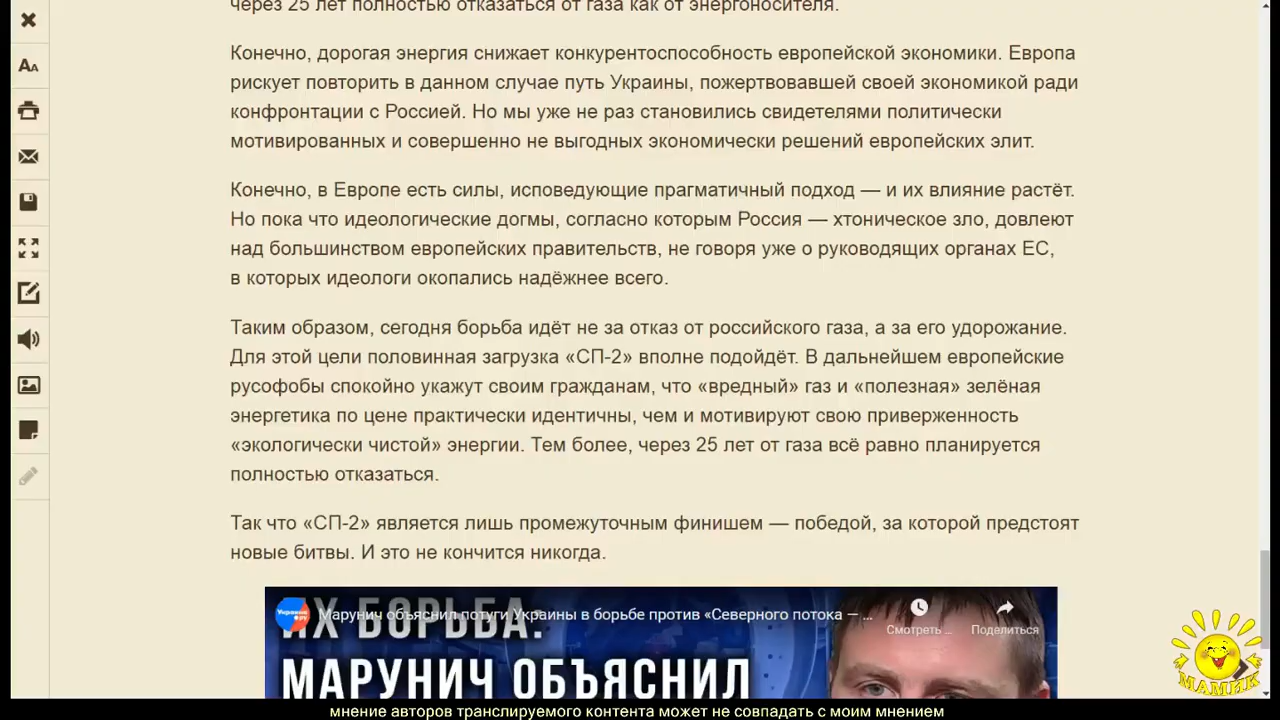 через 25 лет полностью отказаться от газа как от энергоносителя.
Конечно, дорогая энергия снижает конкурентоспособность европейской экономики. Европа
рискует повторить в данном случае путь Украины, пожертвовавшей своей экономикой ради
конфронтации с Россией. Но мы уже не раз становились свидетелями политически
мотивированных и совершенно не выгодных экономически решений европейских элит.
Конечно, в Европе есть силы, исповедующие прагматичный подход — и их влияние растёт.
Но пока что идеологические догмы, согласно которым Россия — хтоническое зло, довлеют
над большинством европейских правительств, не говоря уже о руководящих органах ЕС,
в которых идеологи окопались надёжнее всего.
Таким образом, сегодня борьба идёт не за отказ от российского газа, а за его удорожание.
Для этой цели половинная загрузка «СП-2» вполне подойдёт. В дальнейшем европейские
русофобы спокойно укажут своим гражданам, что «вредный» газ и «полезная» зелёная
энергетика по цене практически идентичны, чем и мотивируют свою приверженность
«экологически чистой» энергии. Тем более, через 25 лет от газа всё равно планируется
полностью отказаться.
Так что «СП-2» является лишь промежуточным финишем — победой, за которой предстоят
новые битвы. И это не кончится никогда.
Украина.ру
Марунич объяснил потуги Украины в борьбе против «Северного потока — ...
Смотреть ...
Поделиться
ИХ БОРЬБА:
МАРУНИЧ ОБЪЯСНИЛ
МАМИК
мнение авторов транслируемого контента может не совпадать с моим мнением
AA